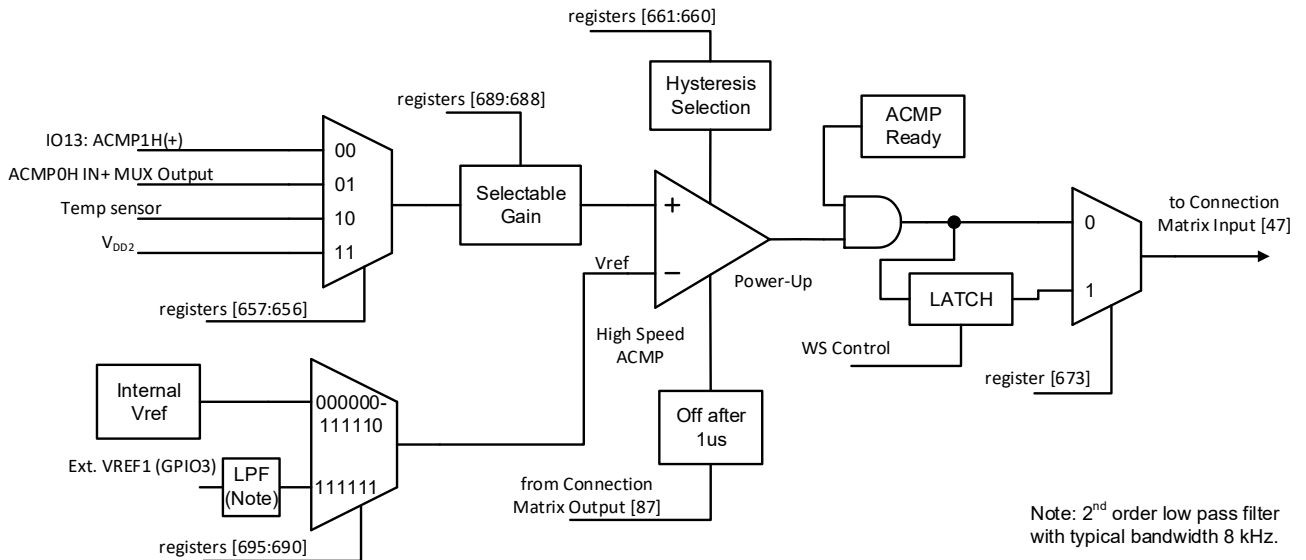 registers [661:660]
Hysteresis
Selection
registers [689:688]
ACMP
Ready
IO13: ACMP1H(+)
00
ACMP0H IN+ MUX Output
01
Selectable
Gain
Temp sensor
10
V_DD2
11
+
−
Vref
Power-Up
High Speed
ACMP
registers [657:656]
0
1
to Connection
Matrix Input [47]
LATCH
WS Control
register [673]
Internal
Vref
000000-
111110
Ext. VREF1 (GPIO3)
LPF
(Note)
111111
registers [695:690]
Off after
1us
from Connection
Matrix Output [87]
Note: 2nd order low pass filter
with typical bandwidth 8 kHz.